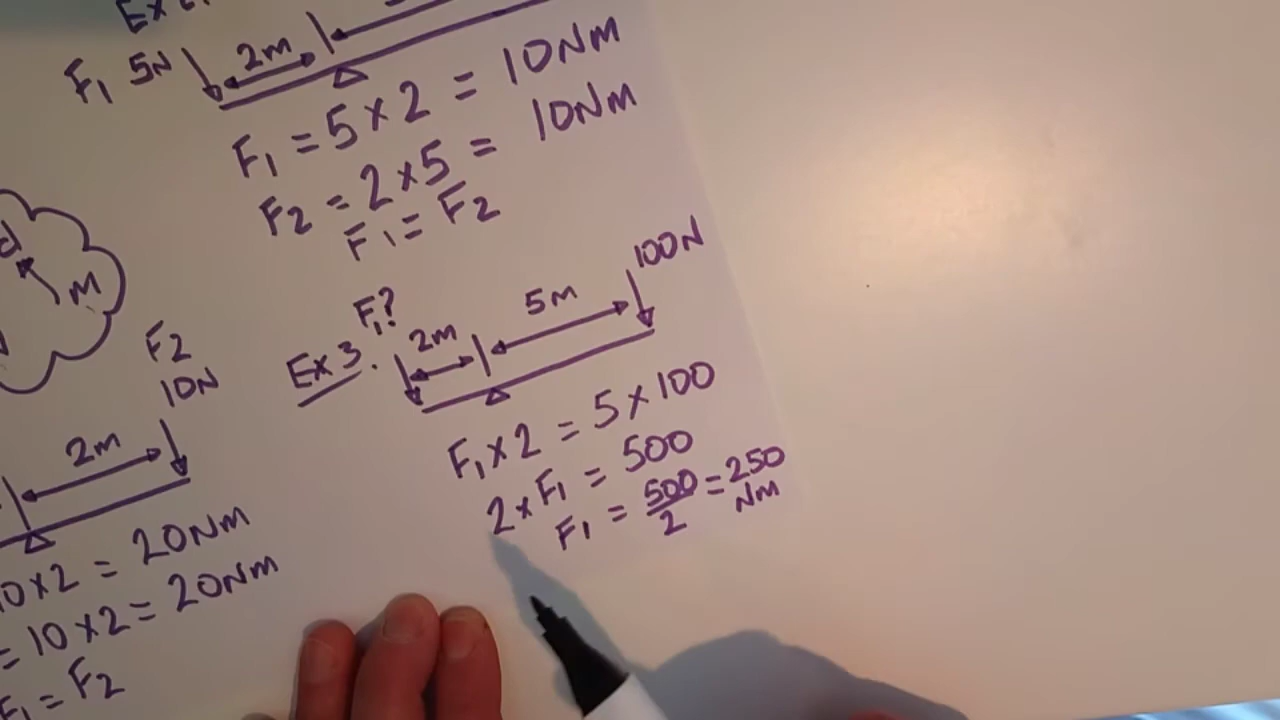 F1 5N 2m
F1 = 5 × 2 = 10NM
F2 = 2 × 5 = 10NM
F1 = F2
d
M
F2
10N
2m
10 × 2 = 20NM
= 10 × 2 = 20NM
F1 = F2
Ex 3. F1? 2m 5m 100N
F1 × 2 = 5 × 100
2 × F1 = 500
F1 = 500/2 = 250 NM